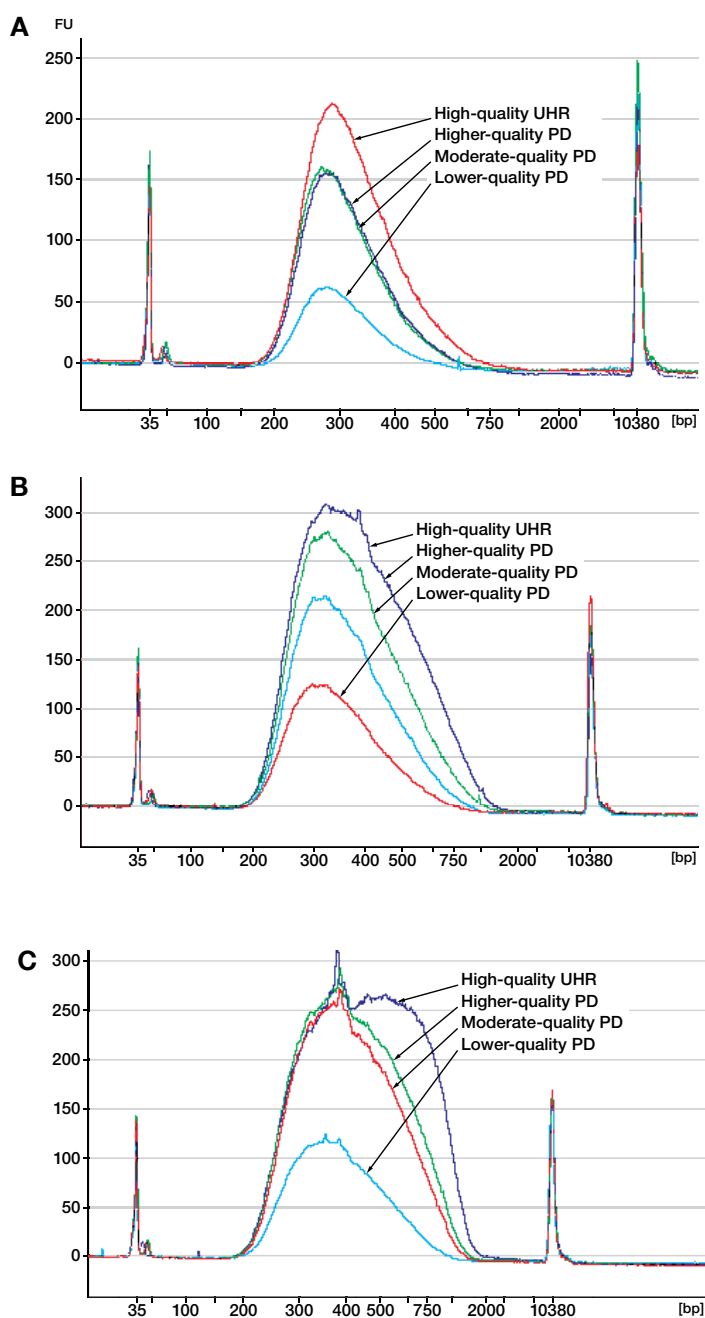 A
FU
250
200
150
100
50
0
High-quality UHR
Higher-quality PD
Moderate-quality PD
Lower-quality PD
35 100 200 300 400 500 750 2000 10380 [bp]
B
300
250
200
150
100
50
0
High-quality UHR
Higher-quality PD
Moderate-quality PD
Lower-quality PD
35 100 200 300 400 500 750 2000 10380 [bp]
C
300
250
200
150
100
50
0
High-quality UHR
Higher-quality PD
Moderate-quality PD
Lower-quality PD
35 100 200 300 400 500 750 2000 10380 [bp]